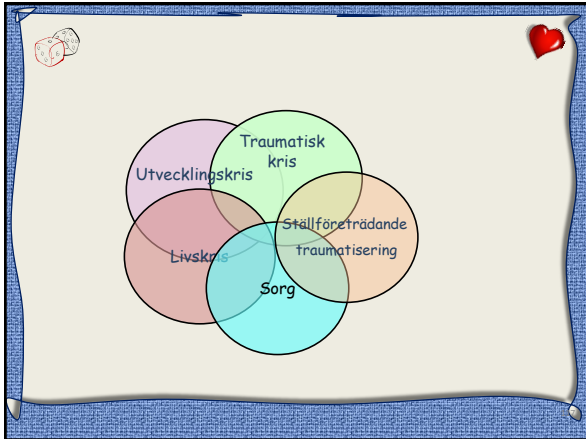 Traumatisk
kris
Utvecklingskris
Ställföreträdande
traumatisering
Livskris
Sorg